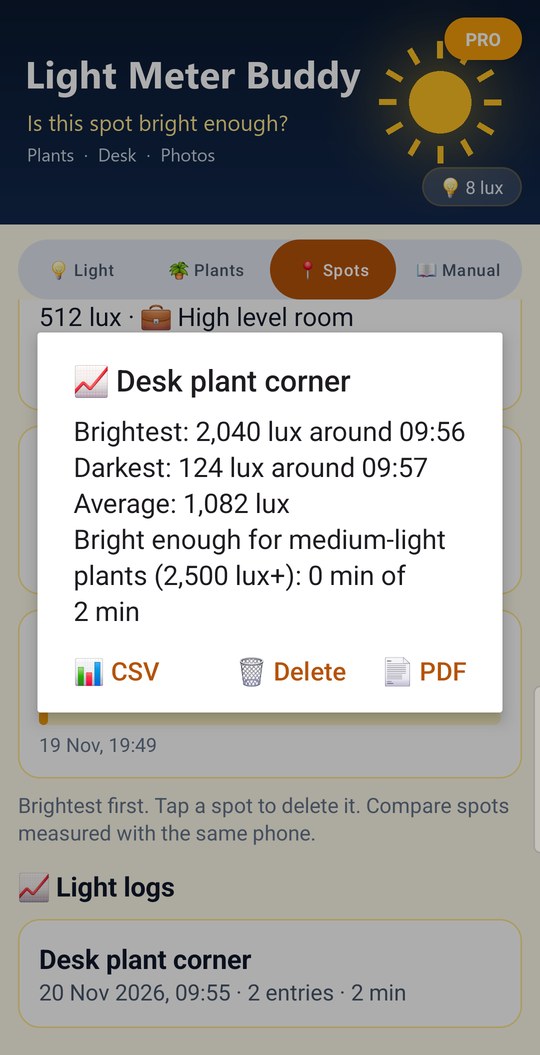 PRO
Light Meter Buddy
Is this spot bright enough?
Plants · Desk · Photos
💡 8 lux
💡 Light
🪴 Plants
📍 Spots
📖 Manual
512 lux · 💼 High level room
📈 Desk plant corner
Brightest: 2,040 lux around 09:56
Darkest: 124 lux around 09:57
Average: 1,082 lux
Bright enough for medium-light
plants (2,500 lux+): 0 min of
2 min
📊 CSV
🗑️ Delete
📄 PDF
19 Nov, 19:49
Brightest first. Tap a spot to delete it. Compare spots
measured with the same phone.
📈 Light logs
Desk plant corner
20 Nov 2026, 09:55 · 2 entries · 2 min